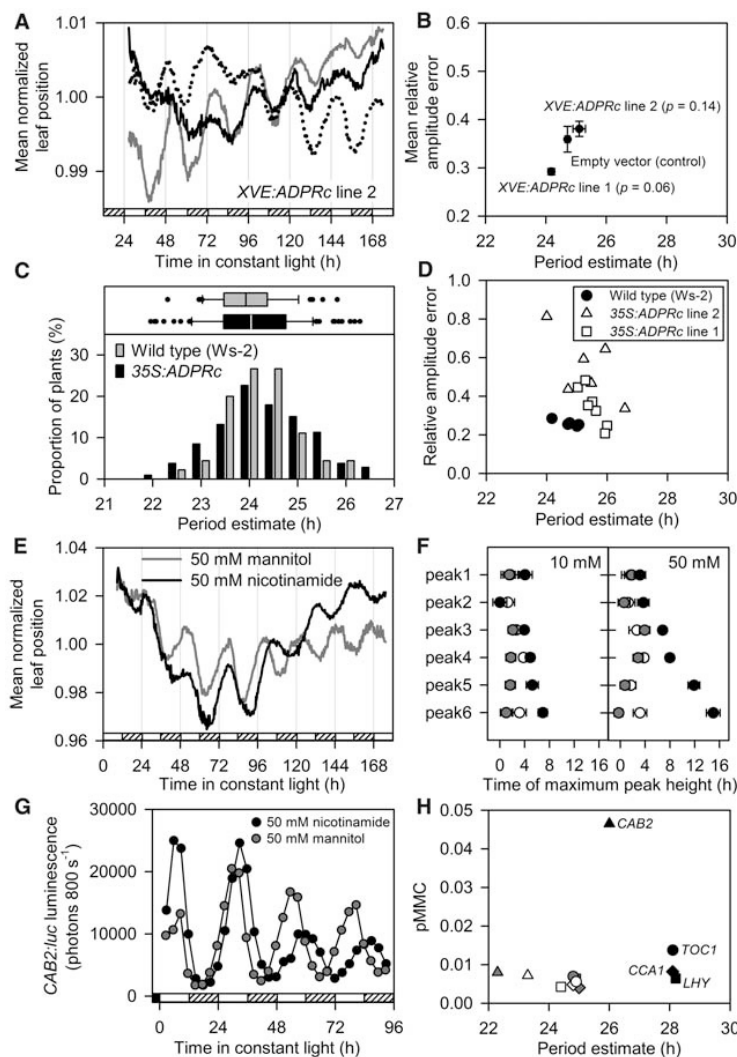 A
Mean normalized
leaf position
1.01
1.00
0.99
XVE:ADPRc line 2
24 48 72 96 120 144 168
Time in constant light (h)
B
Mean relative
amplitude error
0.6
0.5
0.4
0.3
0.2
XVE:ADPRc line 2 (p = 0.14)
Empty vector (control)
XVE:ADPRc line 1 (p = 0.06)
22 24 26 28 30
Period estimate (h)
C
Proportion of plants (%)
Wild type (Ws-2)
35S:ADPRc
30
20
10
0
21 22 23 24 25 26 27
Period estimate (h)
D
Relative amplitude error
1.0
0.8
0.6
0.4
0.2
0.0
Wild type (Ws-2)
35S:ADPRc line 2
35S:ADPRc line 1
22 24 26 28 30
Period estimate (h)
E
Mean normalized
leaf position
1.04
1.02
1.00
0.98
0.96
50 mM mannitol
50 mM nicotinamide
0 24 48 72 96 120 144 168
Time in constant light (h)
F
10 mM
50 mM
peak1
peak2
peak3
peak4
peak5
peak6
0 4 8 12 16 0 4 8 12 16
Time of maximum peak height (h)
G
CAB2:luc luminescence
(photons 800 s-1)
30000
20000
10000
0
50 mM nicotinamide
50 mM mannitol
0 24 48 72 96
Time in constant light (h)
H
pMMC
0.05
0.04
0.03
0.02
0.01
0.00
CAB2
TOC1
CCA1
LHY
22 24 26 28 30
Period estimate (h)